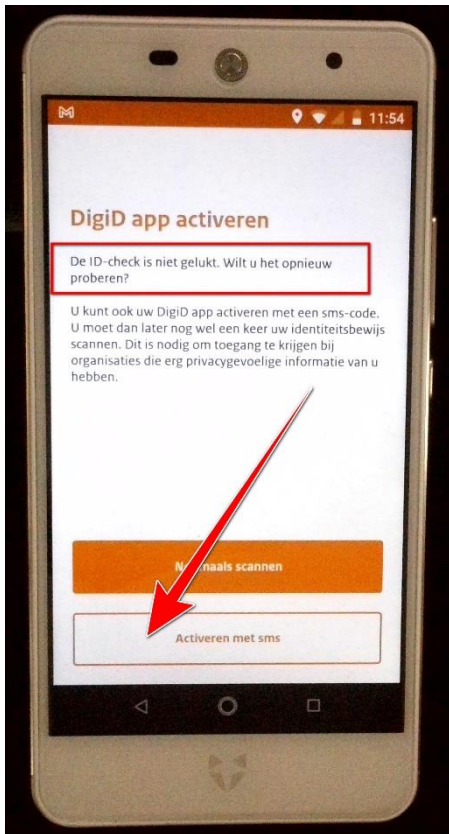 11:54
DigiD app activeren
De ID-check is niet gelukt. Wilt u het opnieuw
proberen?
U kunt ook uw DigiD app activeren met een sms-code.
U moet dan later nog wel een keer uw identiteitsbewijs
scannen. Dit is nodig om toegang te krijgen bij
organisaties die erg privacygevoelige informatie van u
hebben.
scannen
Activeren met sms